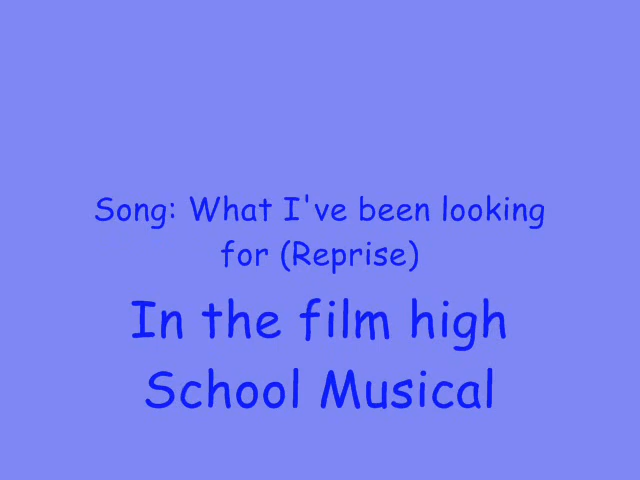 Song: What I've been looking
for (Reprise)
In the film high
School Musical